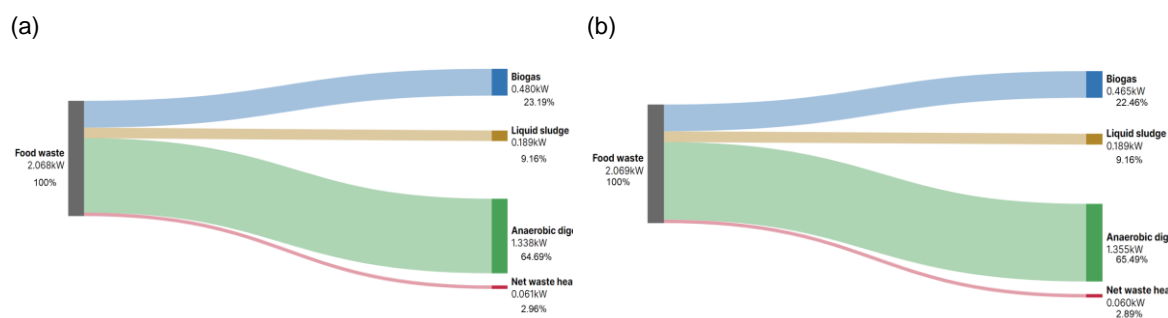 (a)
Biogas
0.480kW
23.19%
Liquid sludge
0.189kW
9.16%
Food waste
2.068kW
100%
Anaerobic dige
1.338kW
64.69%
Net waste hea
0.061kW
2.96%
(b)
Biogas
0.465kW
22.46%
Liquid sludge
0.189kW
9.16%
Food waste
2.069kW
100%
Anaerobic dig
1.355kW
65.49%
Net waste hea
0.060kW
2.89%